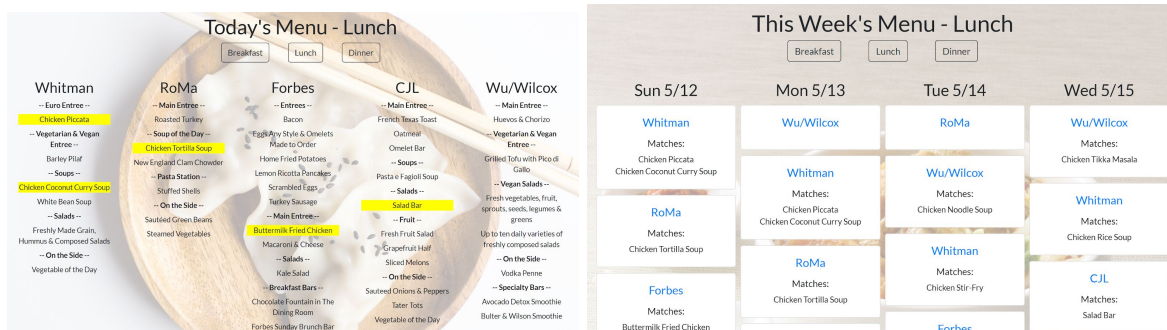 Today's Menu - Lunch
Breakfast
Lunch
Dinner
Whitman
-- Euro Entree --
Chicken Piccata
-- Vegetarian & Vegan
Entree --
Barley Pilaf
-- Soups --
Chicken Coconut Curry Soup
White Bean Soup
-- Salads --
Freshly Made Grain,
Hummus & Composed Salads
-- On the Side --
Vegetable of the Day
RoMa
-- Main Entree --
Roasted Turkey
-- Soup of the Day --
Chicken Tortilla Soup
New England Clam Chowder
-- Pasta Station --
Stuffed Shells
-- On the Side --
Sautéed Green Beans
Steamed Vegetables
Forbes
-- Entrees --
Bacon
Eggs Any Style & Omelets
Made to Order
Home Fried Potatoes
Lemon Ricotta Pancakes
Scrambled Eggs
Turkey Sausage
-- Main Entree --
Buttermilk Fried Chicken
Macaroni & Cheese
-- Salads --
Kale Salad
-- Breakfast Bars --
Chocolate Fountain in The
Dining Room
Forbes Sunday Brunch Bar
CJL
-- Main Entree --
French Texas Toast
Oatmeal
Omelet Bar
-- Soups --
Pasta e Fagioli Soup
-- Salads --
Salad Bar
-- Fruit --
Fresh Fruit Salad
Grapefruit Half
Sliced Melons
-- On the Side --
Sauteed Onions & Peppers
Tater Tots
Vegetable of the Day
Wu/Wilcox
-- Main Entree --
Huevos & Chorizo
-- Vegetarian & Vegan
Entree --
Grilled Tofu with Pico di
Gallo
-- Vegan Salads --
Fresh vegetables, fruit,
sprouts, seeds, legumes &
greens
Up to ten daily varieties of
freshly composed salads
-- On the Side --
Vodka Penne
-- Specialty Bars --
Avocado Detox Smoothie
Bulter & Wilson Smoothie
This Week's Menu - Lunch
Breakfast
Lunch
Dinner
Sun 5/12
Whitman
Matches:
Chicken Piccata
Chicken Coconut Curry Soup
RoMa
Matches:
Chicken Tortilla Soup
Forbes
Matches:
Buttermilk Fried Chicken
Mon 5/13
Wu/Wilcox
Whitman
Matches:
Chicken Piccata
Chicken Coconut Curry Soup
RoMa
Matches:
Chicken Tortilla Soup
Tue 5/14
RoMa
Wu/Wilcox
Matches:
Chicken Noodle Soup
Whitman
Matches:
Chicken Stir-Fry
Forbes
Wed 5/15
Wu/Wilcox
Matches:
Chicken Tikka Masala
Whitman
Matches:
Chicken Rice Soup
CJL
Matches:
Salad Bar